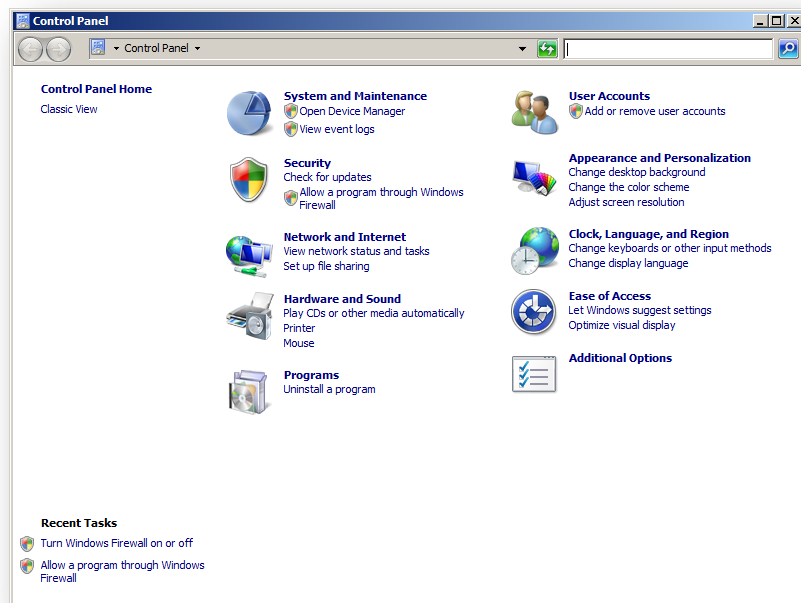 Control Panel
Control Panel
Control Panel Home
Classic View
System and Maintenance
Open Device Manager
View event logs
Security
Check for updates
Allow a program through Windows
Firewall
Network and Internet
View network status and tasks
Set up file sharing
Hardware and Sound
Play CDs or other media automatically
Printer
Mouse
Programs
Uninstall a program
User Accounts
Add or remove user accounts
Appearance and Personalization
Change desktop background
Change the color scheme
Adjust screen resolution
Clock, Language, and Region
Change keyboards or other input methods
Change display language
Ease of Access
Let Windows suggest settings
Optimize visual display
Additional Options
Recent Tasks
Turn Windows Firewall on or off
Allow a program through Windows
Firewall